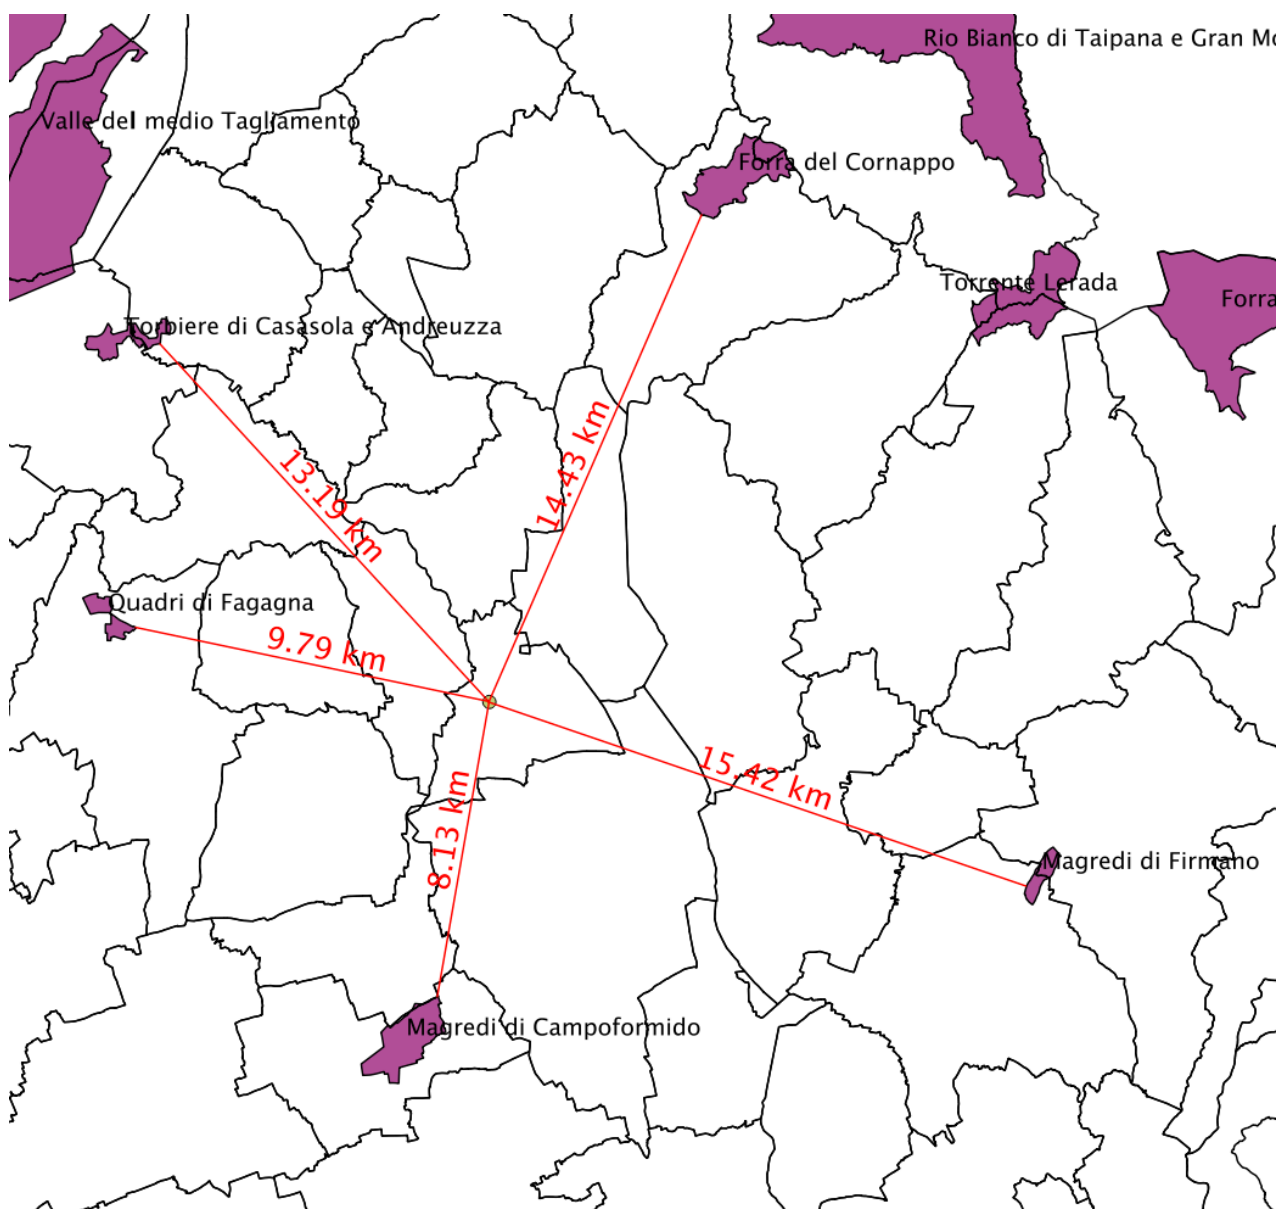 Rio Bianco di Taipana e Gran Mo
Valle del medio Tagliamento
Forra del Cornappo
Torrente Lerada
Forra
Torbiere di Casasola e Andreuzza
14.43 km
13.19 km
Quadri di Fagagna
9.79 km
15.42 km
8.13 km
Magredi di Firmano
Magredi di Campoformido